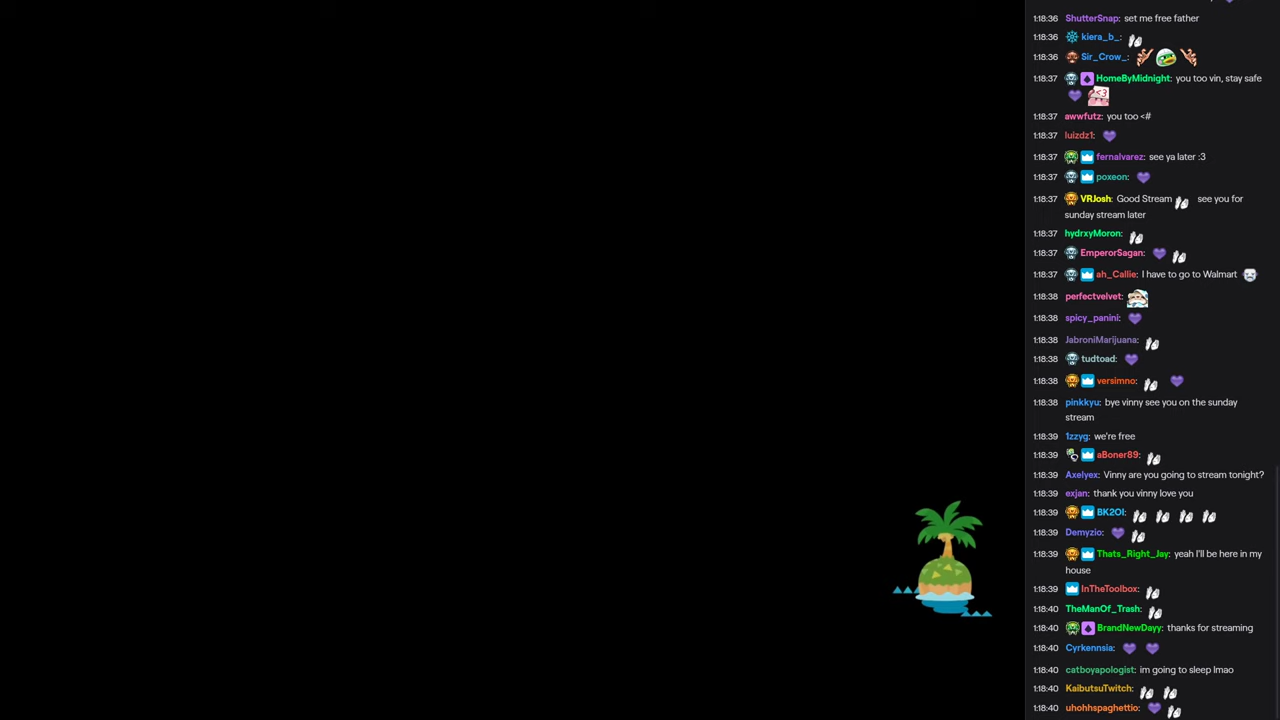 1:18:36 ShutterSnap: set me free father
1:18:36 kiera_b_:
1:18:36 Sir_Crow_:
1:18:37 HomeByMidnight: you too vin, stay safe
<3
1:18:37 awwfutz: you too <#
1:18:37 luizdz1:
1:18:37 fernalvarez: see ya later :3
1:18:37 poxeon:
1:18:37 VRJosh: Good Stream see you for
sunday stream later
1:18:37 hydrxyMoron:
1:18:37 EmperorSagan:
1:18:37 ah_Callie: I have to go to Walmart
1:18:38 perfectvelvet:
1:18:38 spicy_panini:
1:18:38 JabroniMarijuana:
1:18:38 tudtoad:
1:18:38 versimno:
1:18:38 pinkkyu: bye vinny see you on the sunday
stream
1:18:39 1zzyg: we're free
1:18:39 aBoner89:
1:18:39 Axelyex: Vinny are you going to stream tonight?
1:18:39 exjan: thank you vinny love you
1:18:39 BK2OI:
1:18:39 Demyzio:
1:18:39 Thats_Right_Jay: yeah I'll be here in my
house
1:18:39 InTheToolbox:
1:18:40 TheManOf_Trash:
1:18:40 BrandNewDayy: thanks for streaming
1:18:40 Cyrkennsia:
1:18:40 catboyapologist: im going to sleep lmao
1:18:40 KaibutsuTwitch:
1:18:40 uhohhspaghettio: